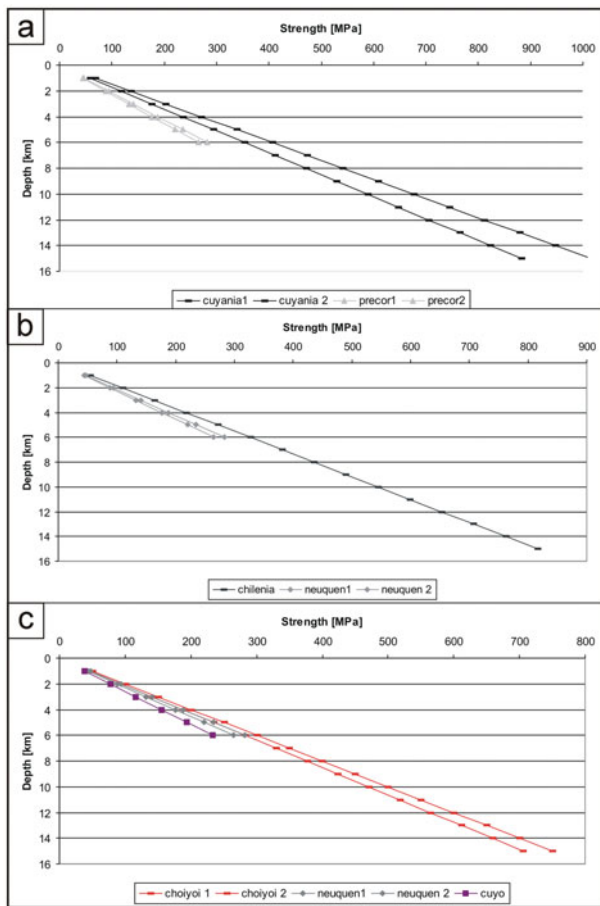 a
Strength [MPa]
0 100 200 300 400 500 600 700 800 900 1000
Depth [km]
0
2
4
6
8
10
12
14
16
cuyania1 cuyania 2 precor1 precor2
b
Strength [MPa]
0 100 200 300 400 500 600 700 800 900
Depth [km]
0
2
4
6
8
10
12
14
16
chilenia neuquen1 neuquen 2
c
Strength [MPa]
0 100 200 300 400 500 600 700 800
Depth [km]
0
2
4
6
8
10
12
14
16
choiyoi 1 choiyoi 2 neuquen1 neuquen 2 cuyo